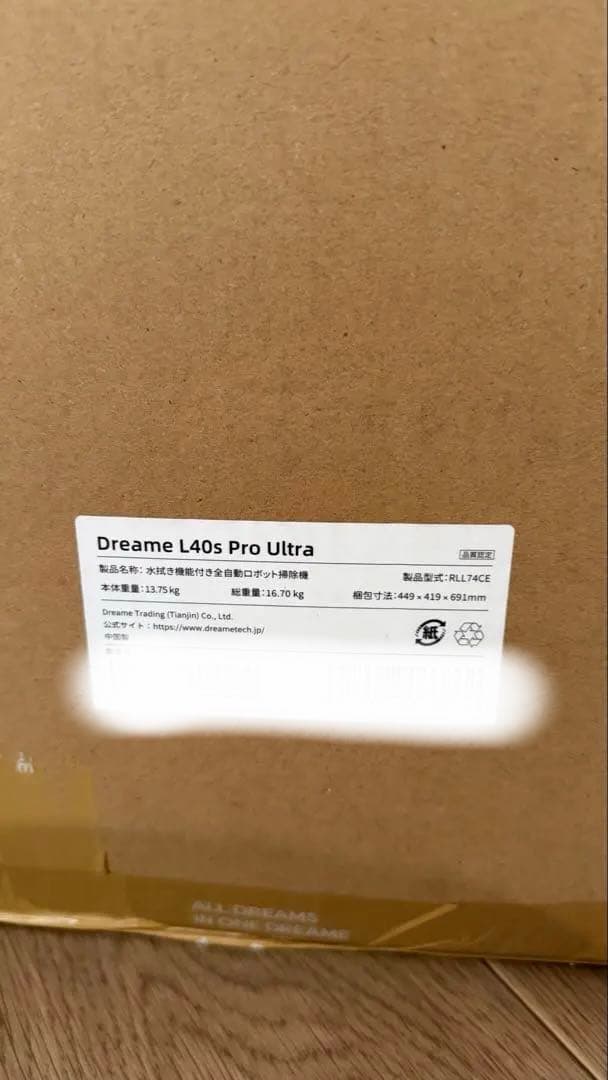 Dreame L40s Pro Ultra
品質認定
製品名称：水拭き機能付き全自動ロボット掃除機 製品型式：RLL74CE
本体重量：13.75 kg 総重量：16.70 kg 梱包寸法：449 × 419 × 691mm
Dreame Trading (Tianjin) Co., Ltd.
公式サイト：https://www.dreametech.jp/
中国製
紙
ALL DREAMS
IN ONE DREAME